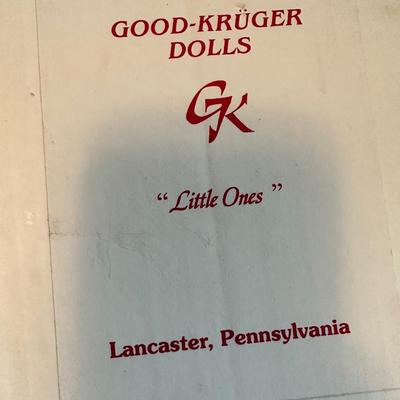 GOOD-KRÜGER
DOLLS
GK
“ Little Ones ”
Lancaster, Pennsylvania